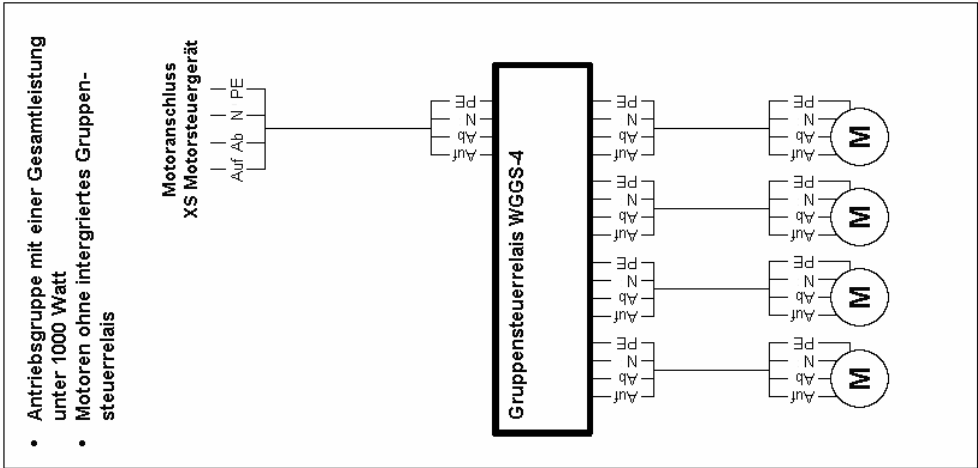 • Antriebsgruppe mit einer Gesamtleistung
unter 1000 Watt
• Motoren ohne intergriertes Gruppen-
steuerrelais
Motoranschluss
XS Motorsteuergerät
Auf Ab N PE
Auf Ab N PE
Gruppensteuerrelais WGGS-4
Auf Ab N PE
Auf Ab N PE
Auf Ab N PE
Auf Ab N PE
Auf Ab N PE
Auf Ab N PE
Auf Ab N PE
Auf Ab N PE
M
M
M
M